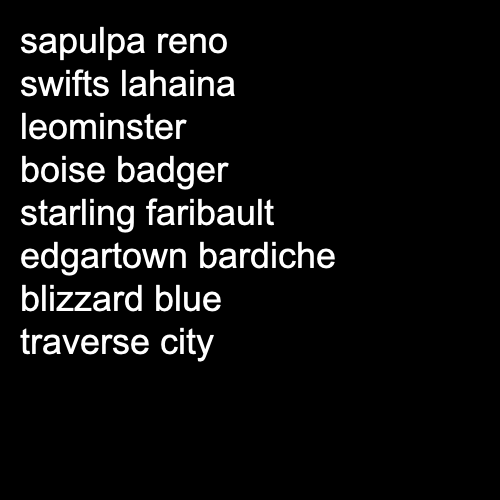 sapulpa reno
swifts lahaina
leominster
boise badger
starling faribault
edgartown bardiche
blizzard blue
traverse city